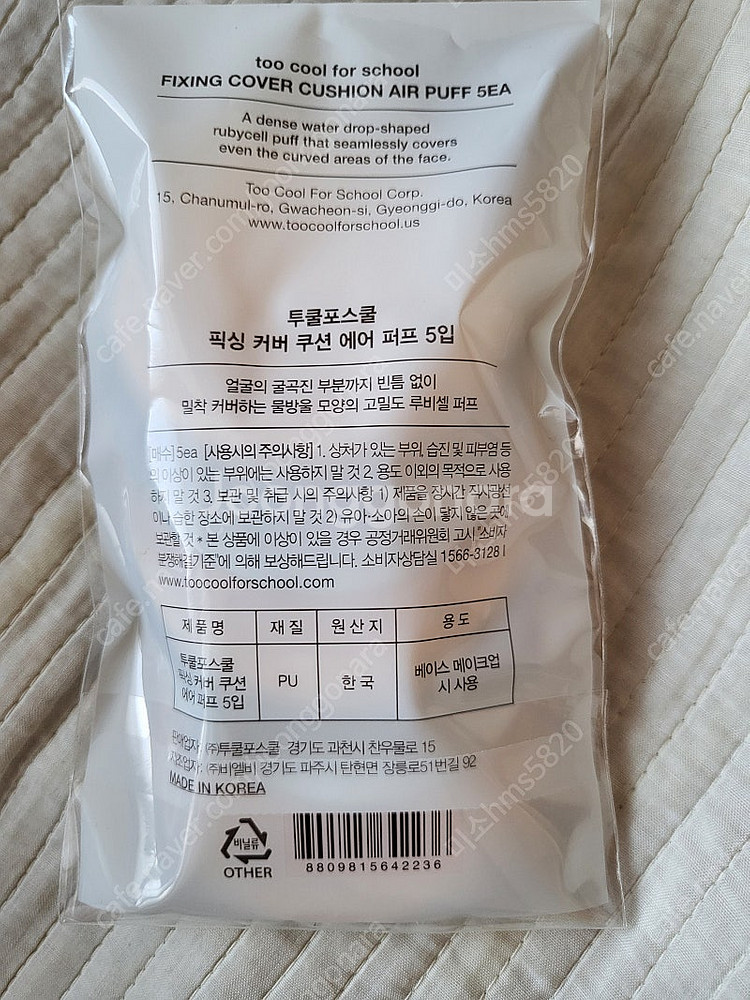 too cool for school
FIXING COVER CUSHION AIR PUFF 5EA
A dense water drop-shaped
rubycell puff that seamlessly covers
even the curved areas of the face.
Too Cool For School Corp.
15, Chanumul-ro, Gwacheon-si, Gyeonggi-do, Korea
www.toocoolforschool.us
투쿨포스쿨
픽싱 커버 쿠션 에어 퍼프 5입
얼굴의 굴곡진 부분까지 빈틈 없이
밀착 커버하는 물방울 모양의 고밀도 루비셀 퍼프
[매수] 5ea [사용시의 주의사항] 1. 상처가 있는 부위, 습진 및 피부염 등
의 이상이 있는 부위에는 사용하지 말 것 2. 용도 이외의 목적으로 사용
하지 말 것 3. 보관 및 취급 시의 주의사항 1) 제품을 장시간 직사광선
이나 습한 장소에 보관하지 말 것 2) 유아·소아의 손이 닿지 않은 곳에
보관할 것 * 본 상품에 이상이 있을 경우 공정거래위원회 고시 "소비자
분쟁해결기준"에 의해 보상해드립니다. 소비자상담실 1566-3128 l
www.toocoolforschool.com
제품명 재질 원산지 용도
투쿨포스쿨
픽싱 커버 쿠션
에어 퍼프 5입
PU
한국
베이스 메이크업
시 사용
판매업자: (주)투쿨포스쿨 경기도 과천시 찬우물로 15
제조업자: (주)비엘비 경기도 파주시 탄현면 장릉로51번길 92
MADE IN KOREA
비닐류
OTHER
8809815642236
미소hms5820
cafe.naver.com/joonggonara